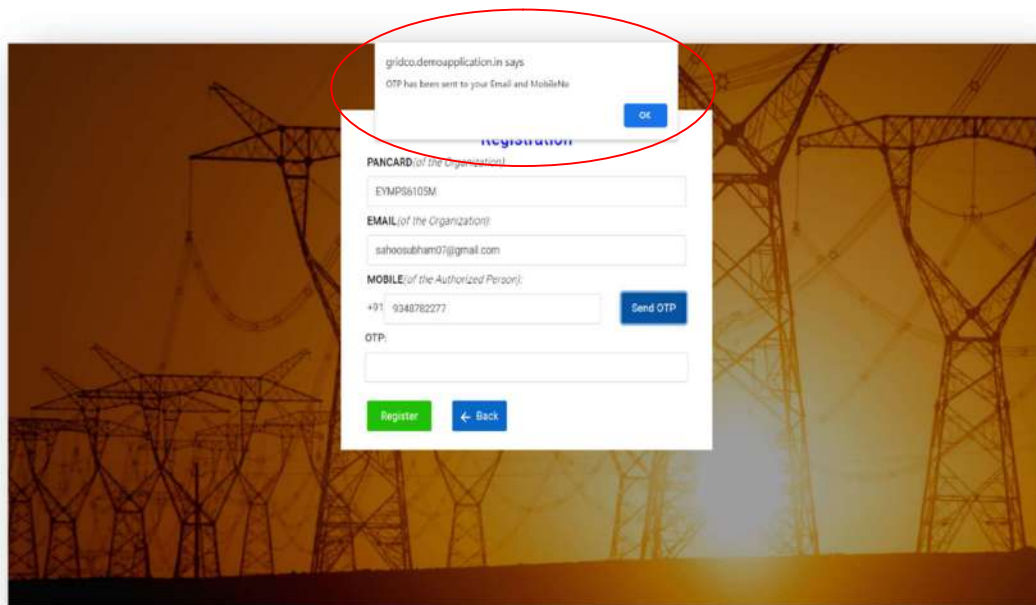 gridco.demoapplication.in says
OTP has been sent to your Email and MobileNo
OK
Registration
PANCARD(of the Organization):
EYMPS6105M
EMAIL(of the Organization):
sahoosubham07@gmail.com
MOBILE(of the Authorized Person):
+91 9348782277 Send OTP
OTP:
Register ← Back